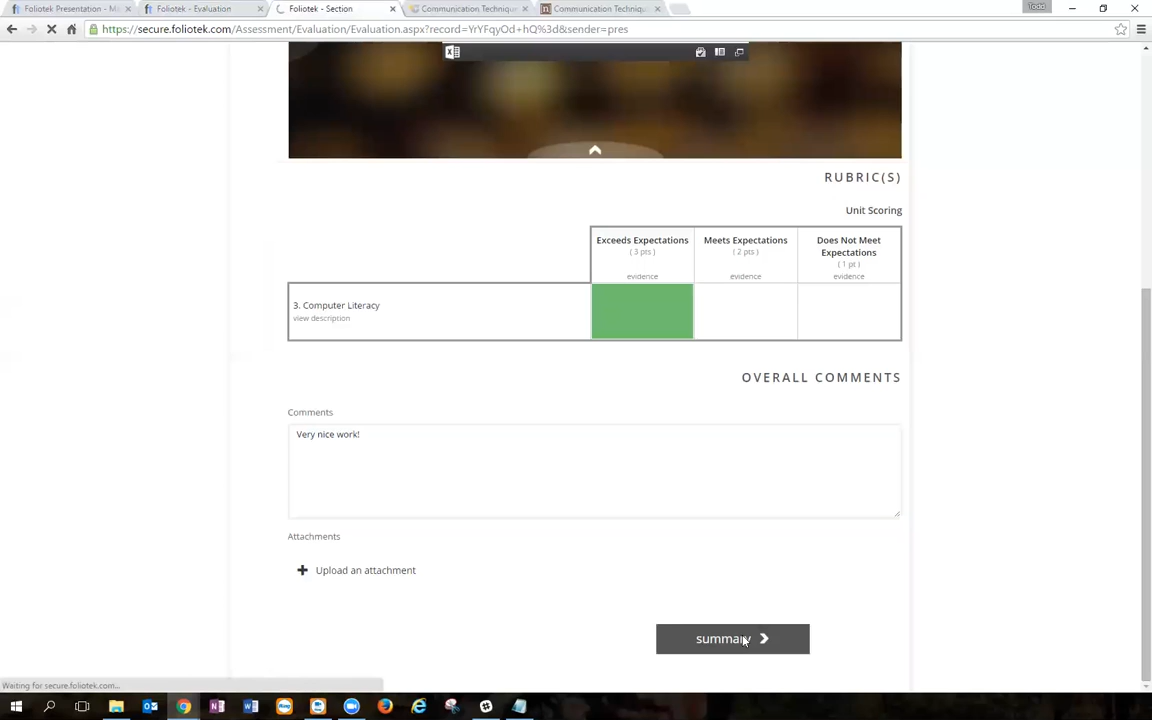 Foliotek Presentation - M
Foliotek - Evaluation
Foliotek - Section
Communication Technique
Communication Techniqu
Todd
https://secure.foliotek.com/Assessment/Evaluation/Evaluation.aspx?record=YrYFqyOd+hQ%3d&sender=pres
RUBRIC(S)
Unit Scoring
Exceeds Expectations
( 3 pts )
evidence
Meets Expectations
( 2 pts )
evidence
Does Not Meet
Expectations
( 1 pt )
evidence
3. Computer Literacy
view description
OVERALL COMMENTS
Comments
Very nice work!
Attachments
Upload an attachment
summary
Waiting for secure.foliotek.com...